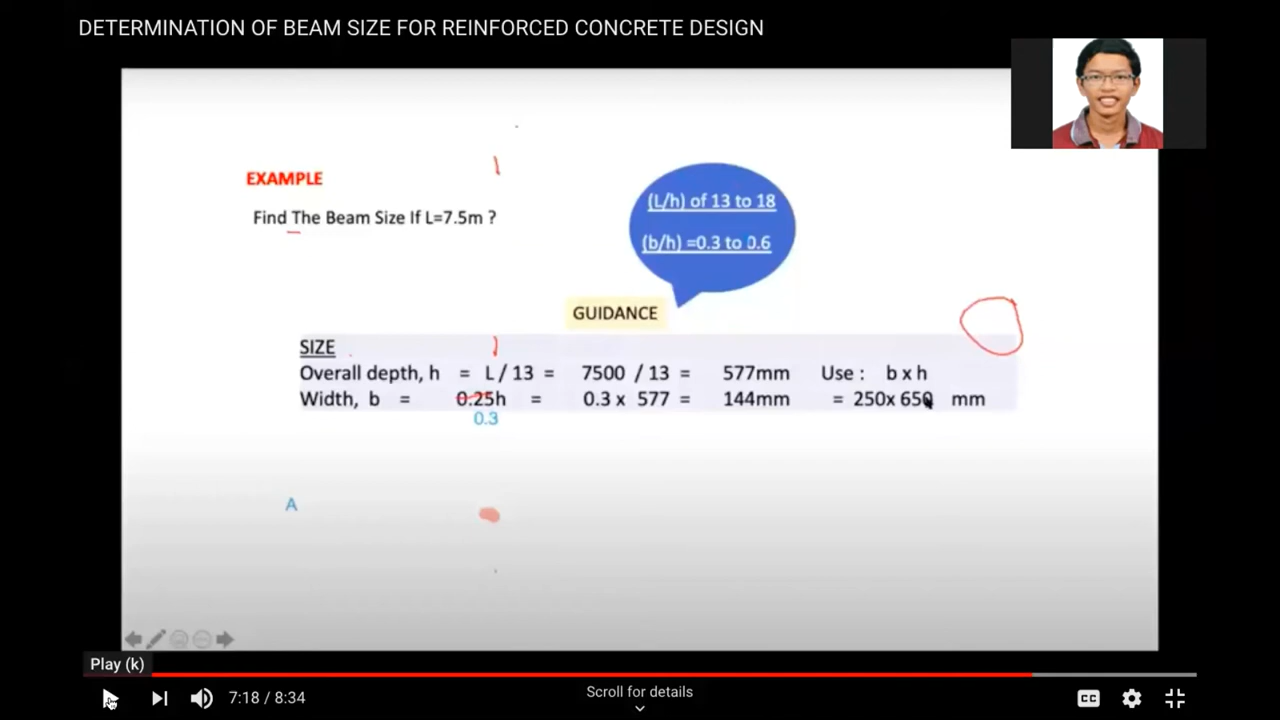 DETERMINATION OF BEAM SIZE FOR REINFORCED CONCRETE DESIGN
EXAMPLE
Find The Beam Size If L=7.5m ?
(L/h) of 13 to 18
(b/h) =0.3 to 0.6
GUIDANCE
SIZE
Overall depth, h = L / 13 = 7500 / 13 = 577mm Use : b x h
Width, b = 0.25h = 0.3 x 577 = 144mm = 250x 650 mm
0.3
A
Play (k)
7:18 / 8:34
Scroll for details
CC